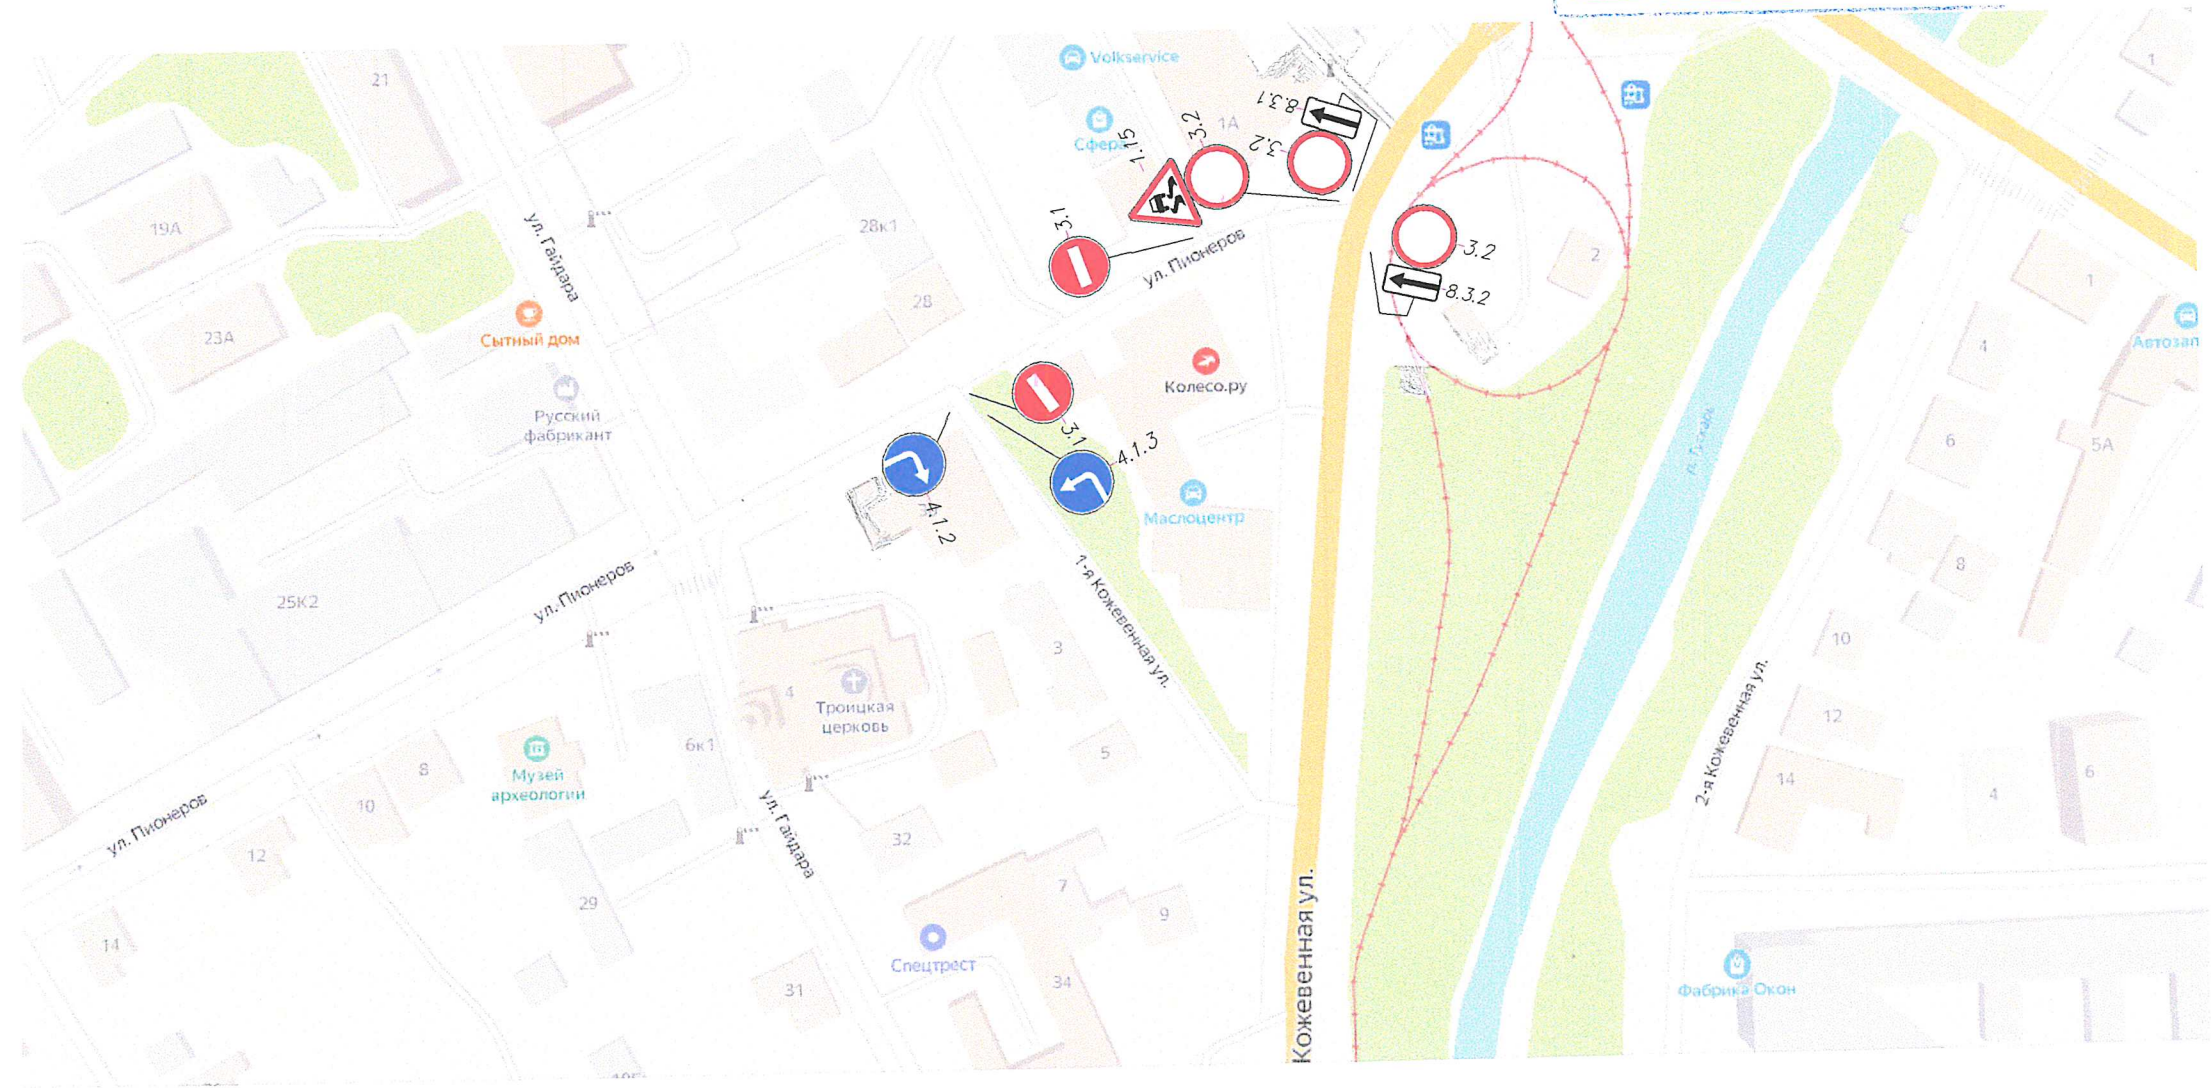 Volkservice
21
8.3.1
3.2
1А
1.15
Сфера
3.2
19А
ул. Гайдара
28к1
3.1
ул. Пионеров
3.2
2
8.3.2
1
1
28
23А
Сытный дом
Автозап
4
Колесо.ру
Русский
фабрикант
3.1
4.1.3
6
5А
4.1.2
Маслоцентр
8
ул. Пионеров
25К2
1-я Кожевенная ул.
3
10
4
Троицкая
церковь
12
2-я Кожевенная ул.
6к1
5
8
Музей
археологии
10
14
4
6
ул. Пионеров
ул. Гайдара
32
12
7
29
9
14
Кожевенная ул.
Спецтрест
34
31
Фабрика Окон